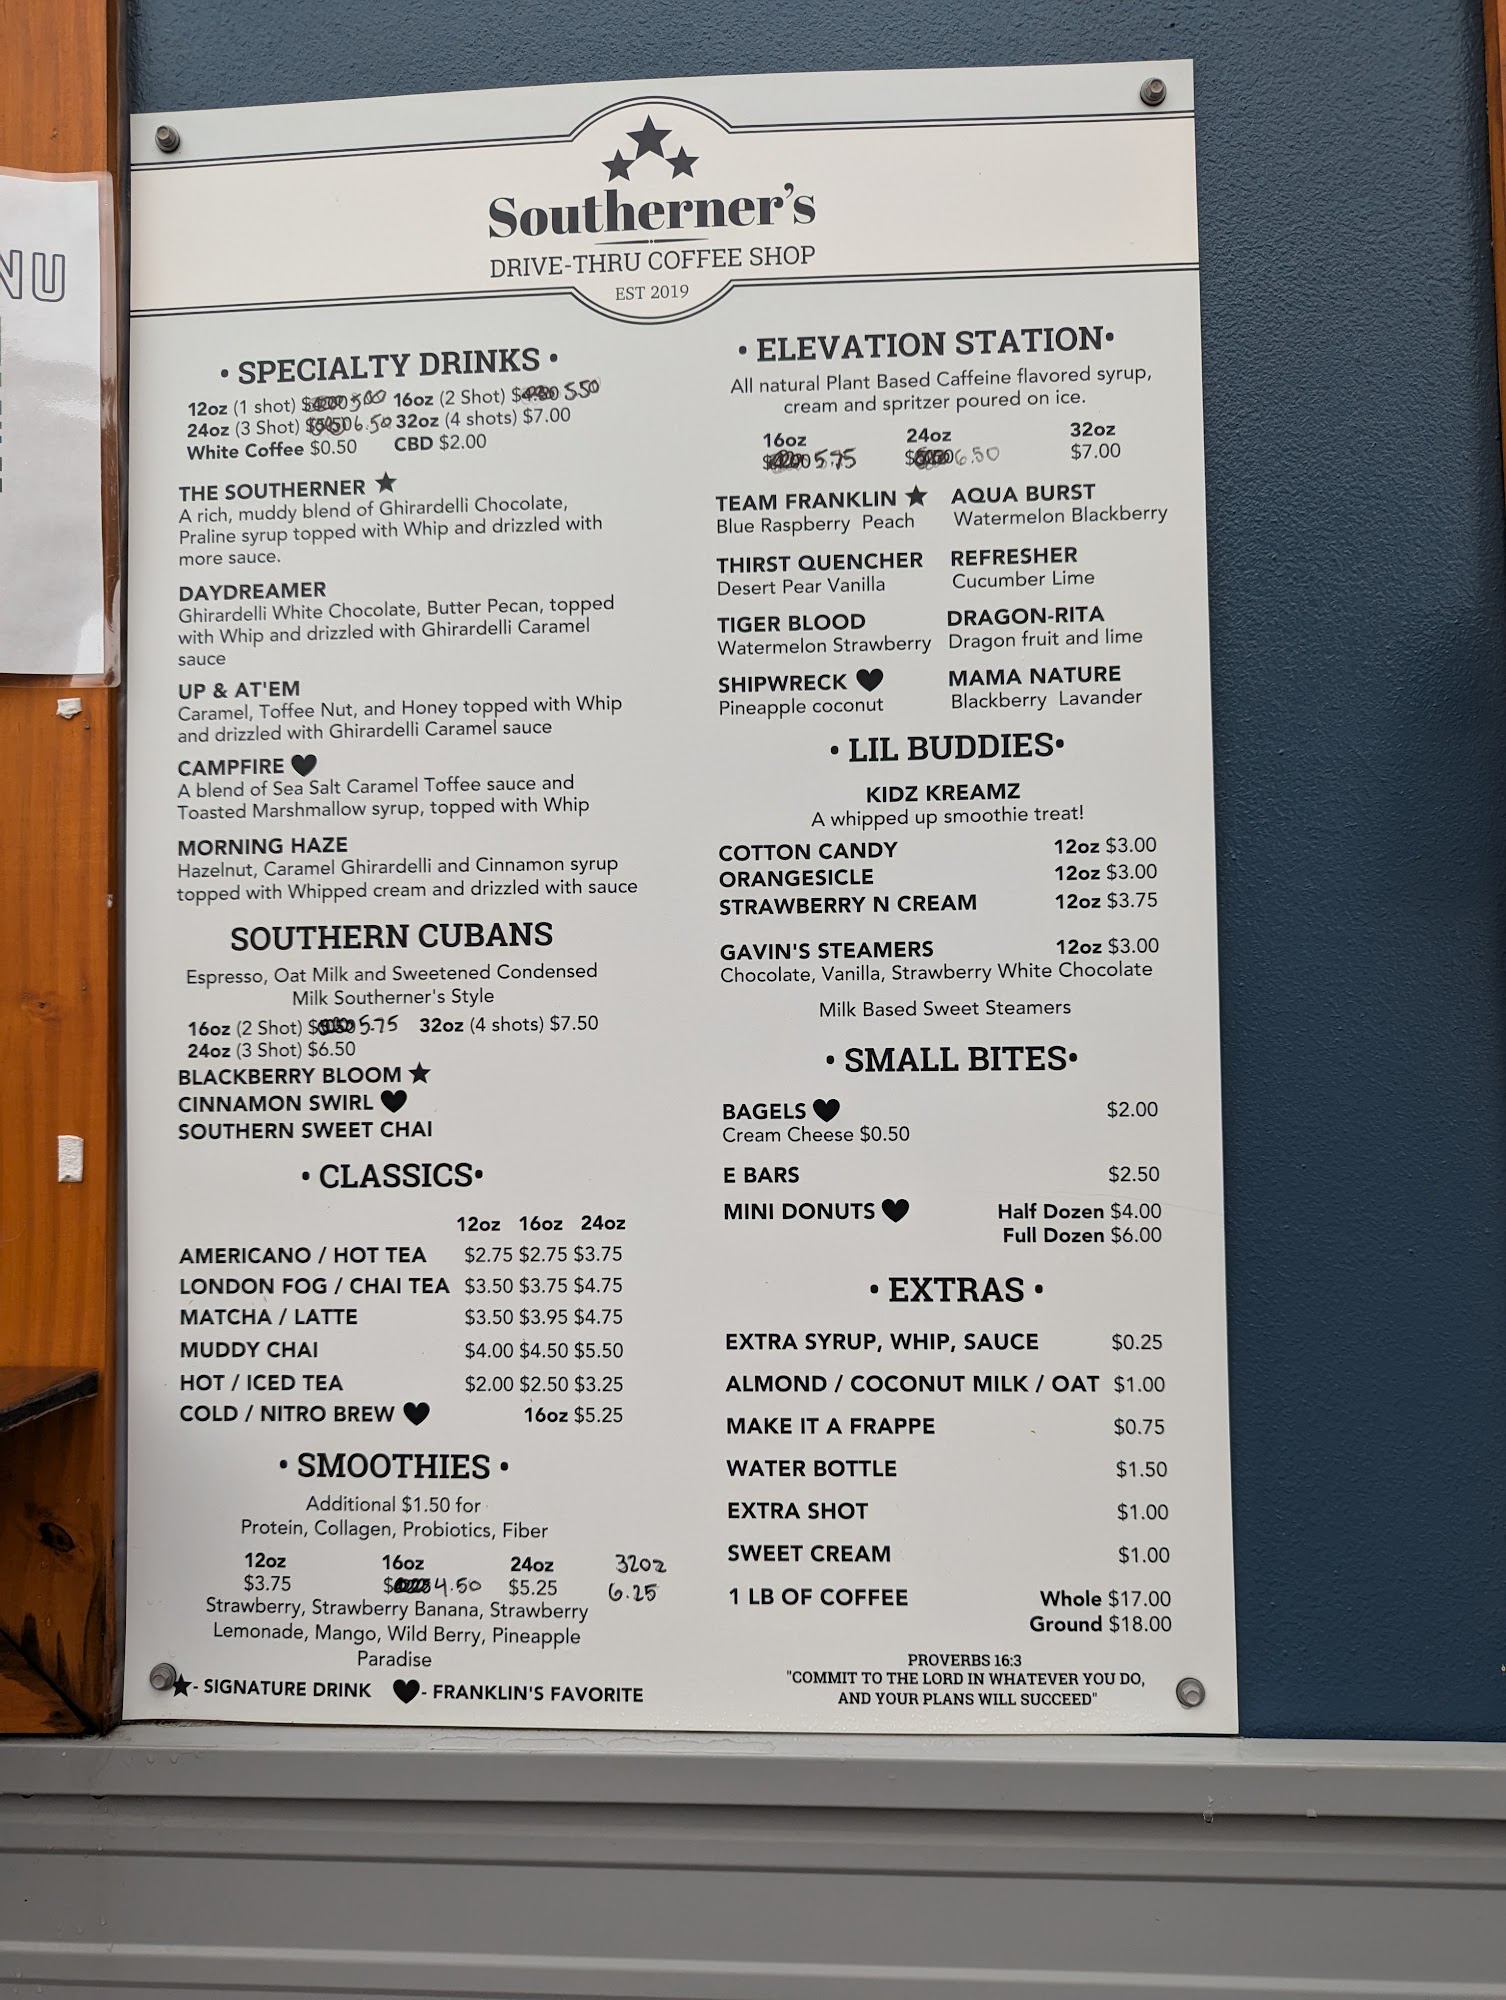 NU
Southerner's
DRIVE-THRU COFFEE SHOP
EST 2019
• SPECIALTY DRINKS •
12oz (1 shot) $ 5.00 16oz (2 Shot) $ 5.50
24oz (3 Shot) $ 6.50 32oz (4 shots) $7.00
White Coffee $0.50 CBD $2.00
THE SOUTHERNER ★
A rich, muddy blend of Ghirardelli Chocolate,
Praline syrup topped with Whip and drizzled with
more sauce.
DAYDREAMER
Ghirardelli White Chocolate, Butter Pecan, topped
with Whip and drizzled with Ghirardelli Caramel
sauce
UP & AT'EM
Caramel, Toffee Nut, and Honey topped with Whip
and drizzled with Ghirardelli Caramel sauce
CAMPFIRE ♥
A blend of Sea Salt Caramel Toffee sauce and
Toasted Marshmallow syrup, topped with Whip
MORNING HAZE
Hazelnut, Caramel Ghirardelli and Cinnamon syrup
topped with Whipped cream and drizzled with sauce
SOUTHERN CUBANS
Espresso, Oat Milk and Sweetened Condensed
Milk Southerner's Style
16oz (2 Shot) $ 5.75 32oz (4 shots) $7.50
24oz (3 Shot) $6.50
BLACKBERRY BLOOM ★
CINNAMON SWIRL ♥
SOUTHERN SWEET CHAI
• CLASSICS•
12oz 16oz 24oz
AMERICANO / HOT TEA $2.75 $2.75 $3.75
LONDON FOG / CHAI TEA $3.50 $3.75 $4.75
MATCHA / LATTE $3.50 $3.95 $4.75
MUDDY CHAI $4.00 $4.50 $5.50
HOT / ICED TEA $2.00 $2.50 $3.25
COLD / NITRO BREW ♥ 16oz $5.25
• SMOOTHIES •
Additional $1.50 for
Protein, Collagen, Probiotics, Fiber
12oz 16oz 24oz 32oz
$3.75 $ 4.50 $5.25 6.25
Strawberry, Strawberry Banana, Strawberry
Lemonade, Mango, Wild Berry, Pineapple
Paradise
★- SIGNATURE DRINK ♥- FRANKLIN'S FAVORITE
• ELEVATION STATION•
All natural Plant Based Caffeine flavored syrup,
cream and spritzer poured on ice.
16oz 24oz 32oz
$ 5.75 $ 6.50 $7.00
TEAM FRANKLIN ★ AQUA BURST
Blue Raspberry Peach Watermelon Blackberry
THIRST QUENCHER REFRESHER
Desert Pear Vanilla Cucumber Lime
TIGER BLOOD DRAGON-RITA
Watermelon Strawberry Dragon fruit and lime
SHIPWRECK ♥ MAMA NATURE
Pineapple coconut Blackberry Lavander
• LIL BUDDIES•
KIDZ KREAMZ
A whipped up smoothie treat!
COTTON CANDY 12oz $3.00
ORANGESICLE 12oz $3.00
STRAWBERRY N CREAM 12oz $3.75
GAVIN'S STEAMERS 12oz $3.00
Chocolate, Vanilla, Strawberry White Chocolate
Milk Based Sweet Steamers
• SMALL BITES•
BAGELS ♥ $2.00
Cream Cheese $0.50
E BARS $2.50
MINI DONUTS ♥ Half Dozen $4.00
Full Dozen $6.00
• EXTRAS •
EXTRA SYRUP, WHIP, SAUCE $0.25
ALMOND / COCONUT MILK / OAT $1.00
MAKE IT A FRAPPE $0.75
WATER BOTTLE $1.50
EXTRA SHOT $1.00
SWEET CREAM $1.00
1 LB OF COFFEE Whole $17.00
Ground $18.00
PROVERBS 16:3
"COMMIT TO THE LORD IN WHATEVER YOU DO,
AND YOUR PLANS WILL SUCCEED"